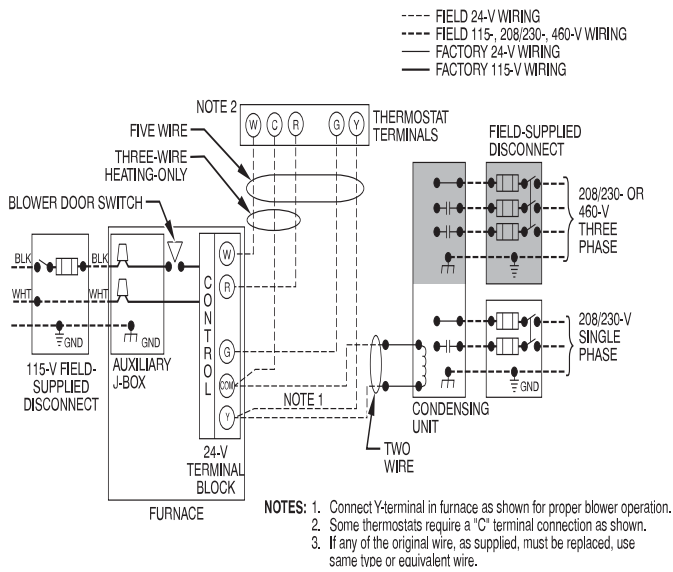 FIELD 24-V WIRING
FIELD 115-, 208/230-, 460-V WIRING
FACTORY 24-V WIRING
FACTORY 115-V WIRING
NOTE 2
W C R G Y
THERMOSTAT
TERMINALS
FIVE WIRE
THREE-WIRE
HEATING-ONLY
BLOWER DOOR SWITCH
FIELD-SUPPLIED
DISCONNECT
208/230- OR
460-V
THREE
PHASE
BLK
BLK
WHT
WHT
GND
GND
115-V FIELD-
SUPPLIED
DISCONNECT
AUXILIARY
J-BOX
CONTROL
W
R
G
COM
Y
NOTE 1
24-V
TERMINAL
BLOCK
FURNACE
TWO
WIRE
CONDENSING
UNIT
GND
208/230-V
SINGLE
PHASE
NOTES: 1. Connect Y-terminal in furnace as shown for proper blower operation.
2. Some thermostats require a "C" terminal connection as shown.
3. If any of the original wire, as supplied, must be replaced, use
same type or equivalent wire.